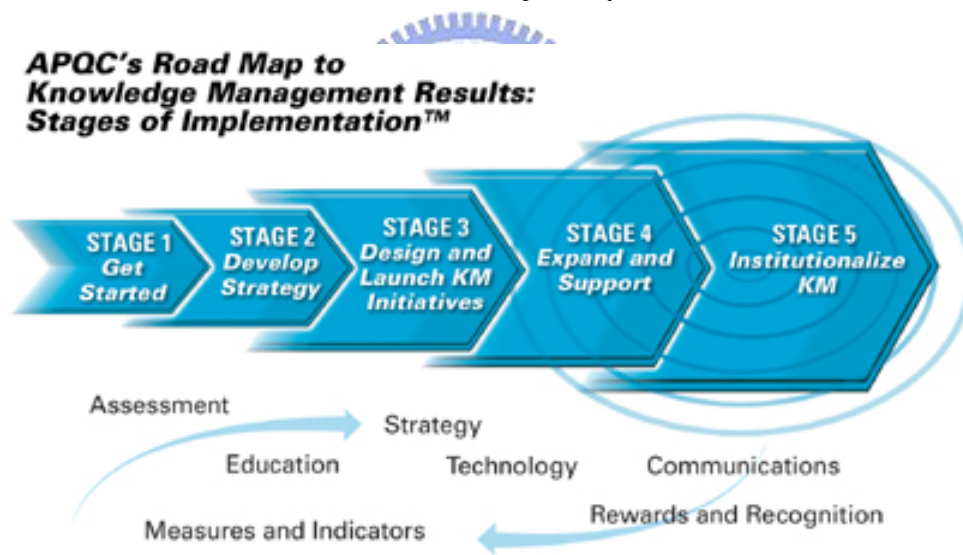 APQC's Road Map to
Knowledge Management Results:
Stages of Implementation™
STAGE 1
Get
Started
STAGE 2
Develop
Strategy
STAGE 3
Design and
Launch KM
Initiatives
STAGE 4
Expand and
Support
STAGE 5
Institutionalize
KM
Assessment
Strategy
Education
Technology
Communications
Measures and Indicators
Rewards and Recognition